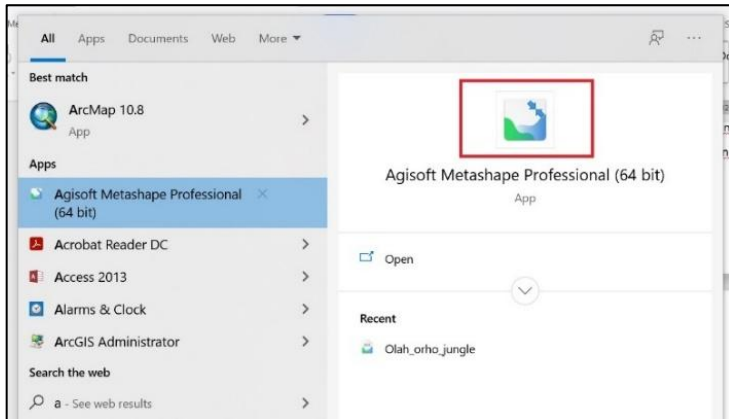 All Apps Documents Web More
Best match
ArcMap 10.8
App
Apps
Agisoft Metashape Professional
(64 bit)
Acrobat Reader DC
Access 2013
Alarms & Clock
ArcGIS Administrator
Search the web
a - See web results
Agisoft Metashape Professional (64 bit)
App
Open
Recent
Olah_orho_jungle